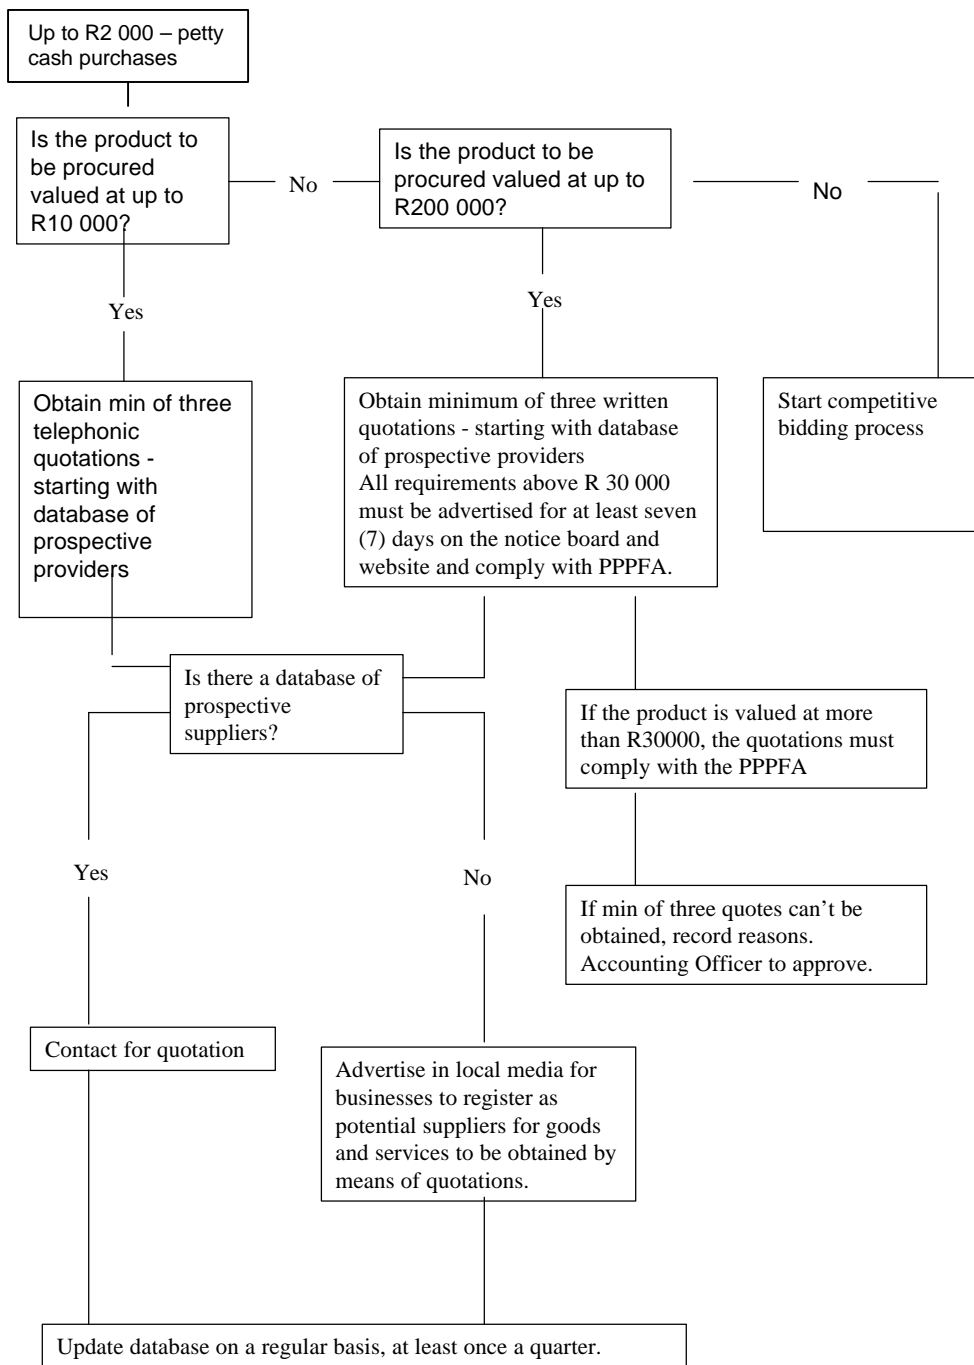 Up to R2 000 – petty
cash purchases
Is the product to
be procured
valued at up to
R10 000?
No
Is the product to be
procured valued at up to
R200 000?
No
Yes
Yes
Obtain min of three
telephonic
quotations -
starting with
database of
prospective
providers
Obtain minimum of three written
quotations - starting with database
of prospective providers
All requirements above R 30 000
must be advertised for at least seven
(7) days on the notice board and
website and comply with PPPFA.
Start competitive
bidding process
Is there a database of
prospective
suppliers?
If the product is valued at more
than R30000, the quotations must
comply with the PPPFA
Yes
No
If min of three quotes can’t be
obtained, record reasons.
Accounting Officer to approve.
Contact for quotation
Advertise in local media for
businesses to register as
potential suppliers for goods
and services to be obtained by
means of quotations.
Update database on a regular basis, at least once a quarter.